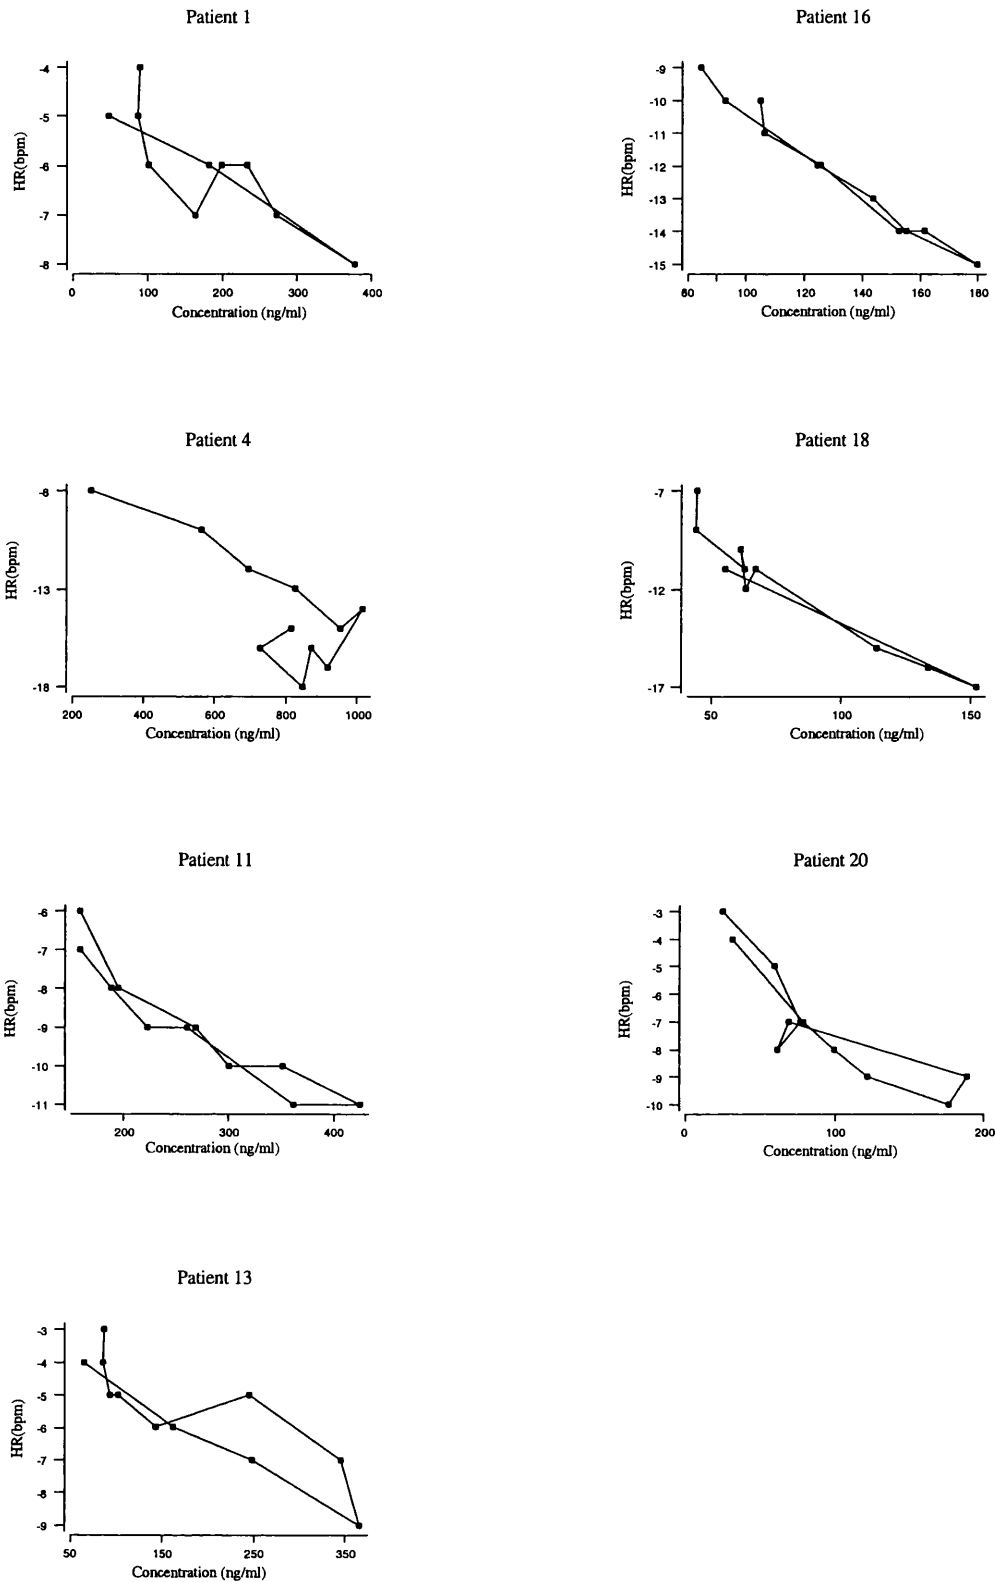 Patient 1
-4
-5
-6
-7
-8
HR(bpm)
0 100 200 300 400
Concentration (ng/ml)
Patient 16
-9
-10
-11
-12
-13
-14
-15
HR(bpm)
80 100 120 140 160 180
Concentration (ng/ml)
Patient 4
-8
-13
-18
HR(bpm)
200 400 600 800 1000
Concentration (ng/ml)
Patient 18
-7
-12
-17
HR(bpm)
50 100 150
Concentration (ng/ml)
Patient 11
-6
-7
-8
-9
-10
-11
HR(bpm)
200 300 400
Concentration (ng/ml)
Patient 20
-3
-4
-5
-6
-7
-8
-9
-10
HR(bpm)
0 100 200
Concentration (ng/ml)
Patient 13
-3
-4
-5
-6
-7
-8
-9
HR(bpm)
50 150 250 350
Concentration (ng/ml)